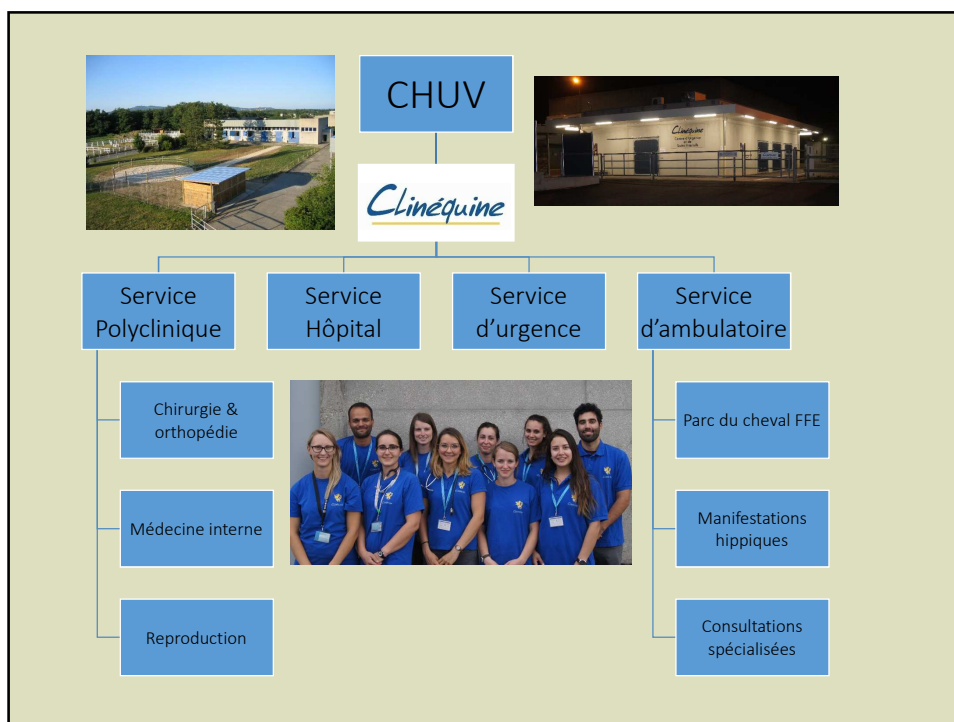 CHUV
Clinéquine
Clinéquine
Service
Polyclinique
Service
Hôpital
Service
d'urgence
Service
d'ambulatoire
Chirurgie &
orthopédie
Médecine interne
Reproduction
Parc du cheval FFE
Manifestations
hippiques
Consultations
spécialisées